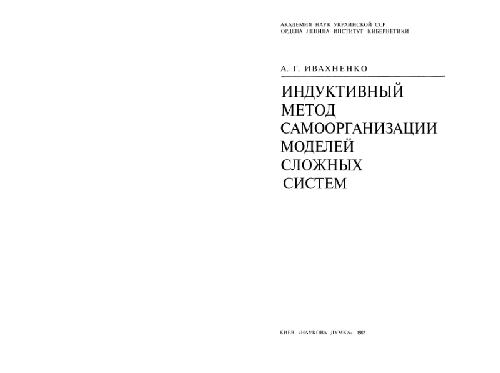 АКАДЕМИЯ НАУК УКРАИНСКОЙ ССР
ОРДЕНА ЛЕНИНА ИНСТИТУТ КИБЕРНЕТИКИ
А. Г. ИВАХНЕНКО
ИНДУКТИВНЫЙ
МЕТОД
САМООРГАНИЗАЦИИ
МОДЕЛЕЙ
СЛОЖНЫХ
СИСТЕМ
КИЕВ «НАУКОВА ДУМКА»